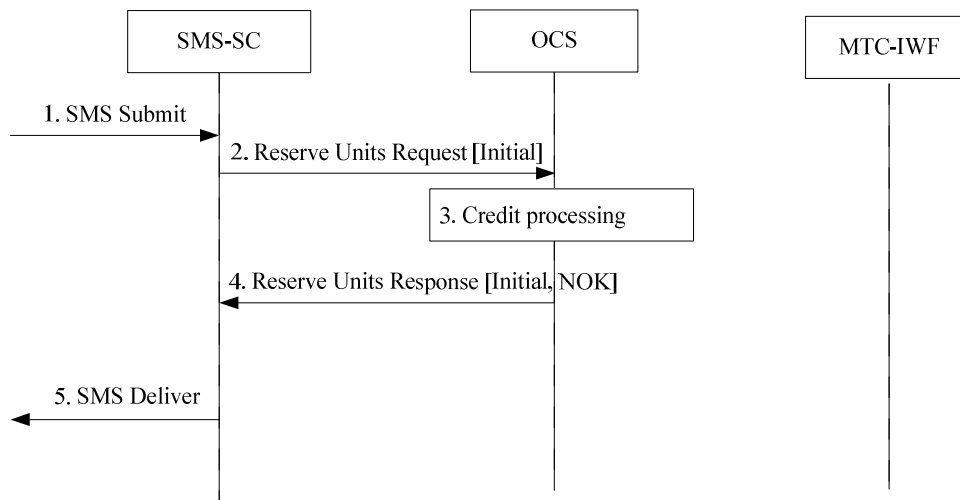 SMS-SC
OCS
MTC-IWF
1. SMS Submit
2. Reserve Units Request [Initial]
3. Credit processing
4. Reserve Units Response [Initial, NOK]
5. SMS Deliver